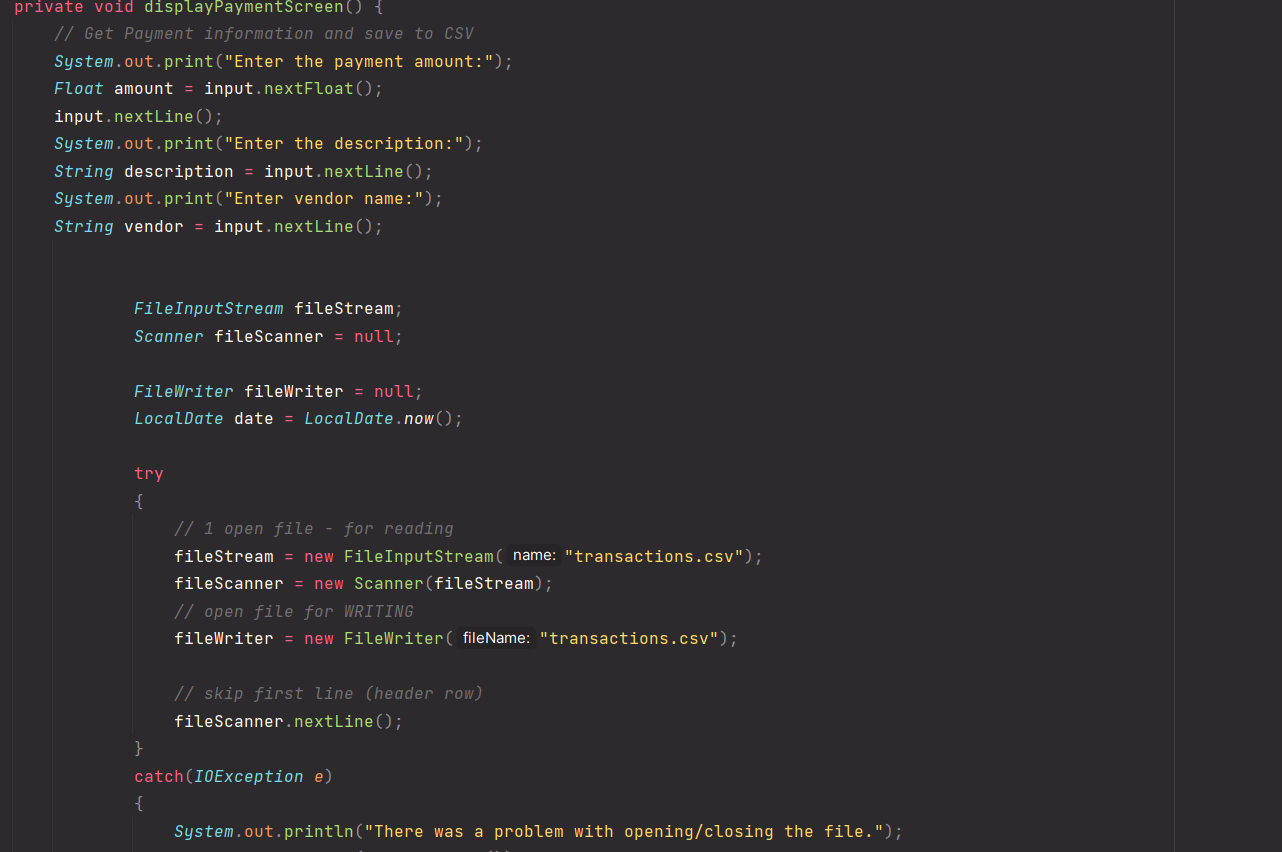 private void displayPaymentScreen() {
// Get Payment information and save to CSV
System.out.print("Enter the payment amount:");
Float amount = input.nextFloat();
input.nextLine();
System.out.print("Enter the description:");
String description = input.nextLine();
System.out.print("Enter vendor name:");
String vendor = input.nextLine();
FileInputStream fileStream;
Scanner fileScanner = null;
FileWriter fileWriter = null;
LocalDate date = LocalDate.now();
try
{
// 1 open file - for reading
fileStream = new FileInputStream( name: "transactions.csv");
fileScanner = new Scanner(fileStream);
// open file for WRITING
fileWriter = new FileWriter( fileName: "transactions.csv");
// skip first line (header row)
fileScanner.nextLine();
}
catch(IOException e)
{
System.out.println("There was a problem with opening/closing the file.");